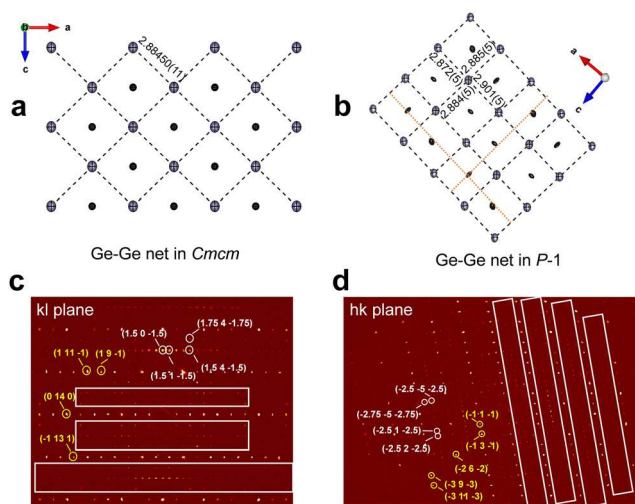 b
a
c
2.88450(11)
a
a
c
2.872(5)
2.885(5)
2.884(5)
2.901(5)
b
Ge-Ge net in Cmcm
Ge-Ge net in P-1
c
kl plane
(1.5 0 -1.5)
(1.75 4 -1.75)
(1 11 -1)
(1 9 -1)
(1.5 1 -1.5)
(1.5 4 -1.5)
(0 14 0)
(-1 13 1)
d
hk plane
(-2.5 -5 -2.5)
(-2.75 -5 -2.75)
(-2.5 1 -2.5)
(-2.5 2 -2.5)
(-1 1 -1)
(-1 3 -1)
(-2 6 -2)
(-3 9 -3)
(-3 11 -3)